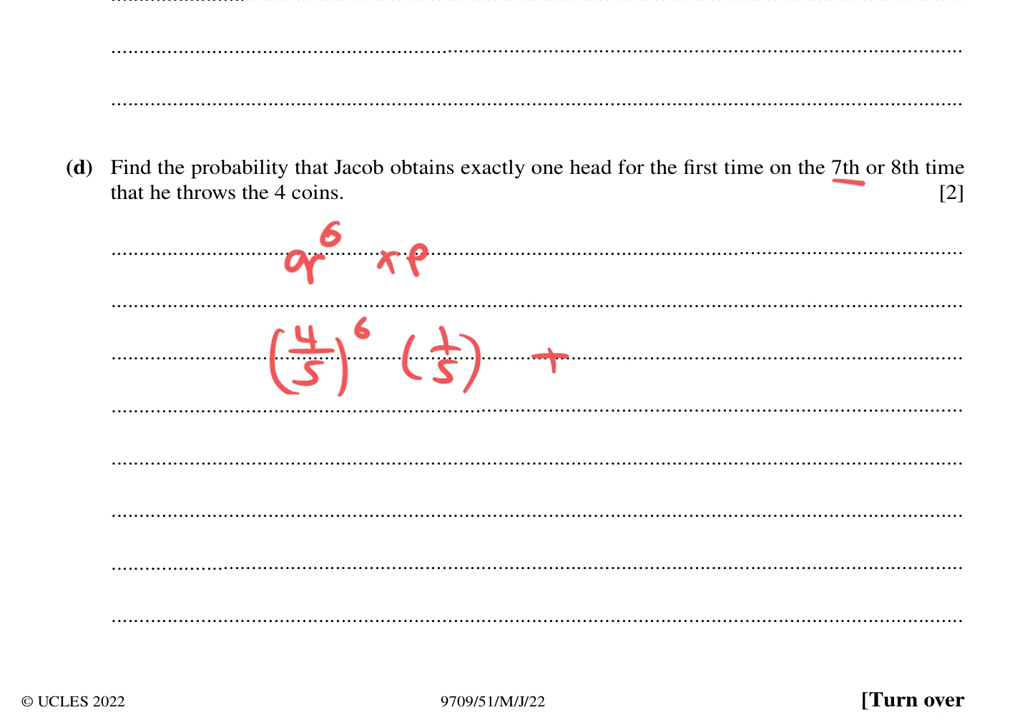 (d) Find the probability that Jacob obtains exactly one head for the first time on the 7th or 8th time
that he throws the 4 coins. [2]
q^6 × p
(4/5)^6 (1/5) +
© UCLES 2022 9709/51/M/J/22 [Turn over